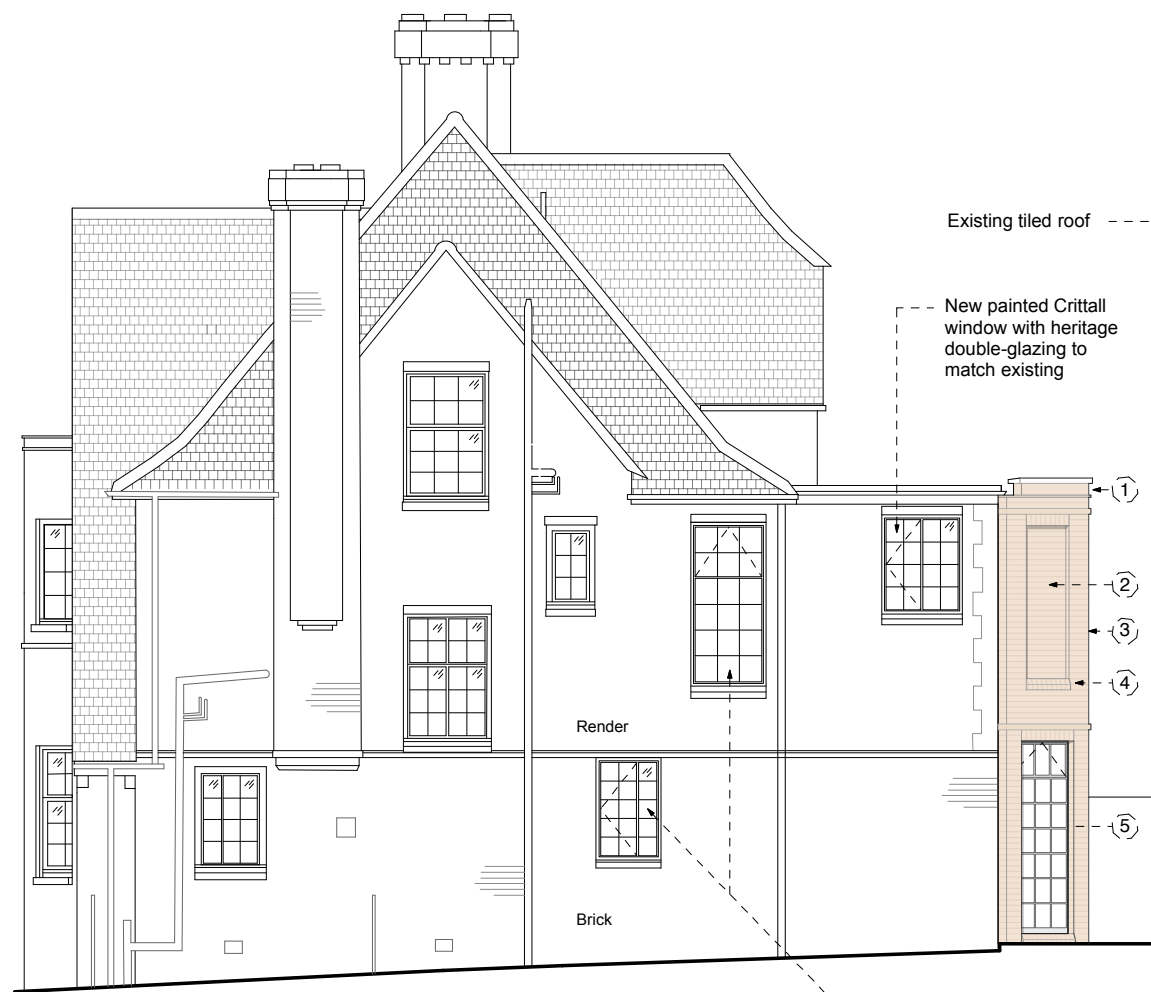 Existing tiled roof
New painted Crittall
window with heritage
double-glazing to
match existing
1
2
3
4
Render
5
Brick